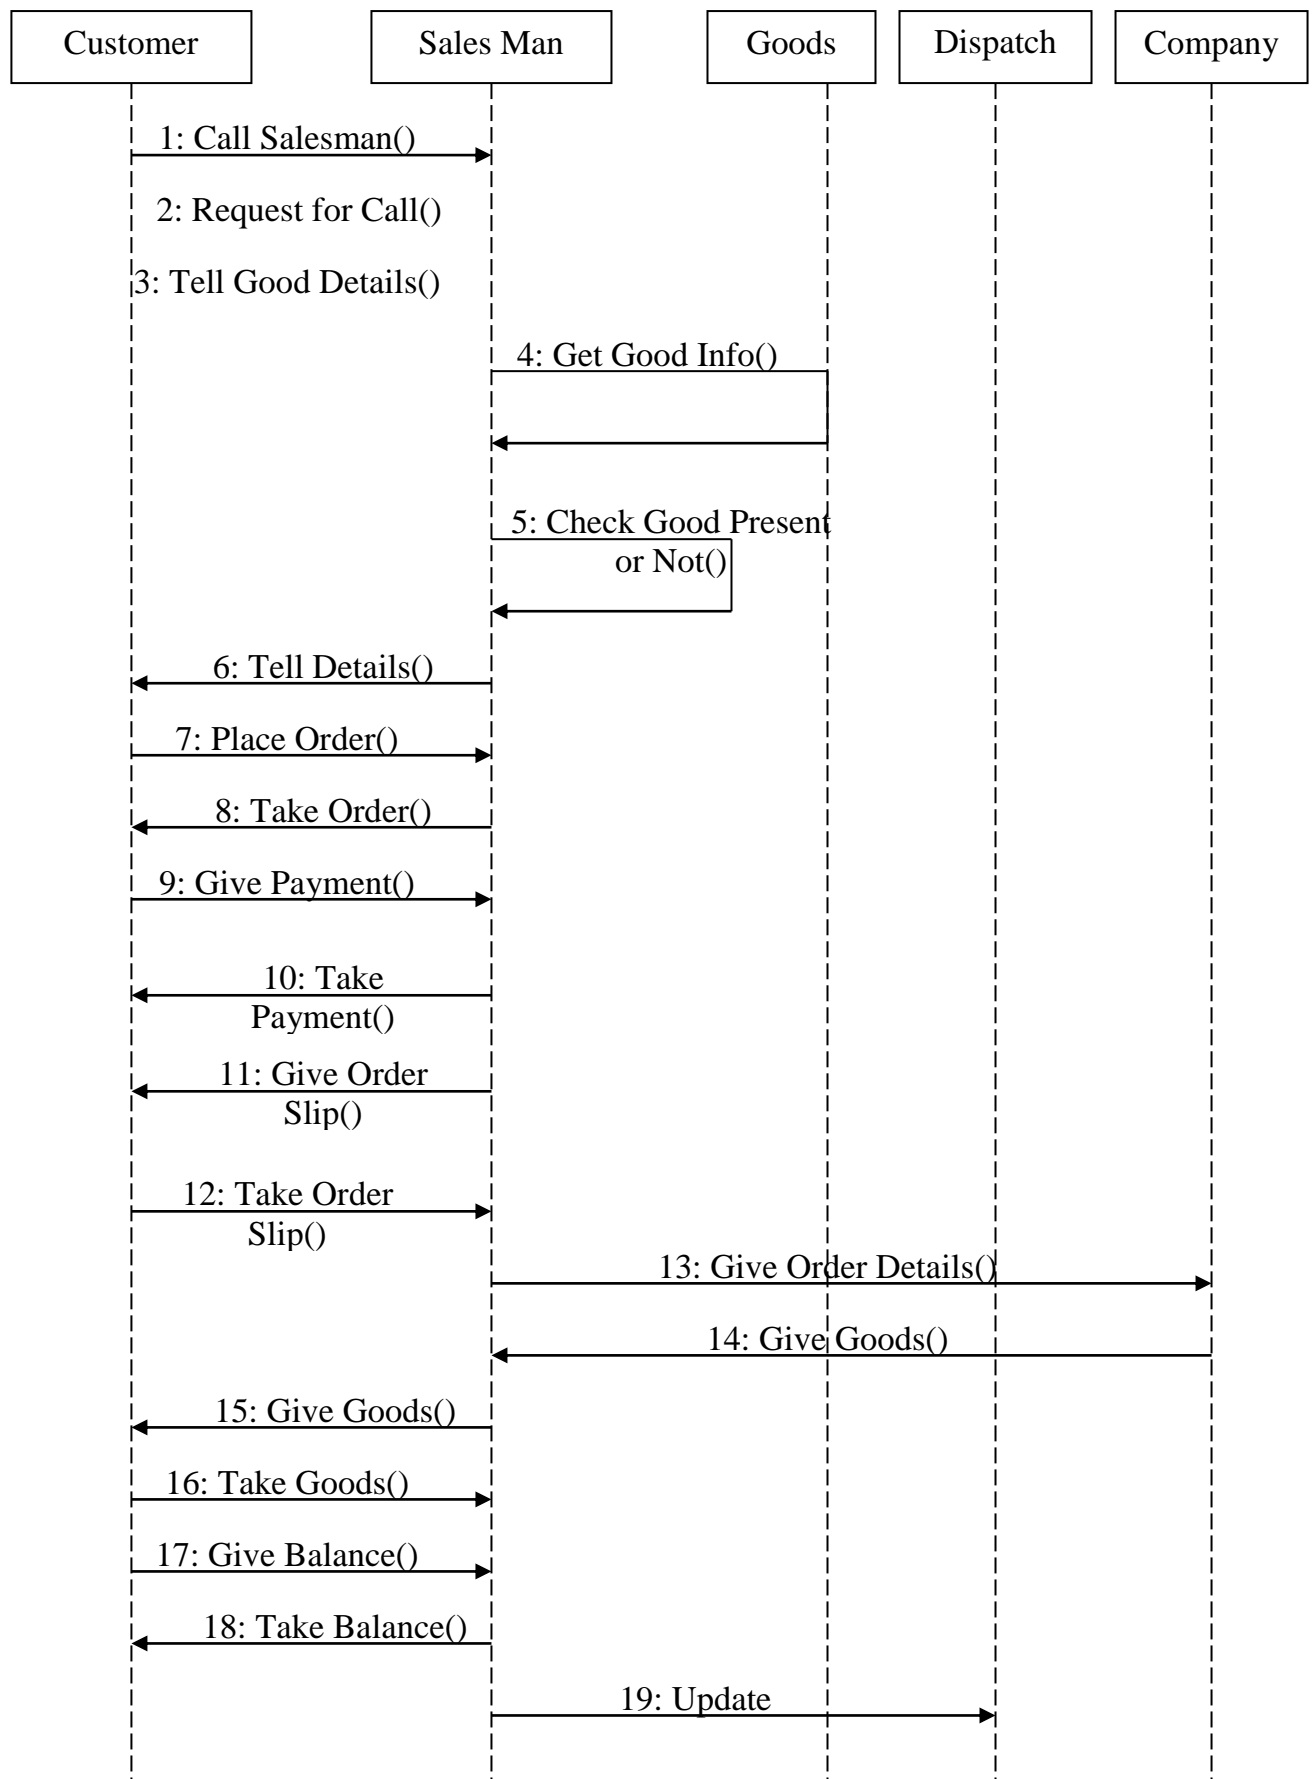 Customer
Sales Man
Goods
Dispatch
Company
1: Call Salesman()
2: Request for Call()
3: Tell Good Details()
4: Get Good Info()
5: Check Good Present
or Not()
6: Tell Details()
7: Place Order()
8: Take Order()
9: Give Payment()
10: Take
Payment()
11: Give Order
Slip()
12: Take Order
Slip()
13: Give Order Details()
14: Give Goods()
15: Give Goods()
16: Take Goods()
17: Give Balance()
18: Take Balance()
19: Update